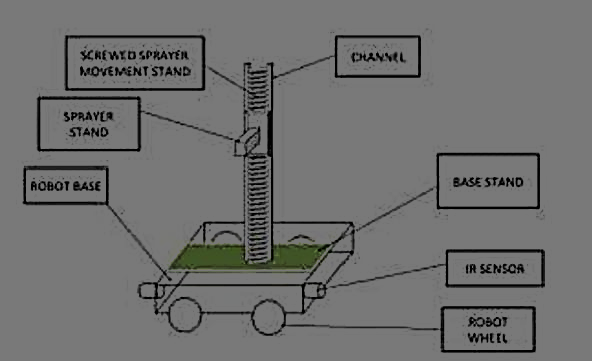 SCREWED SPRAYER
MOVEMENT STAND
CHANNEL
SPRAYER
STAND
ROBOT BASE
BASE STAND
IR SENSOR
ROBOT
WHEEL